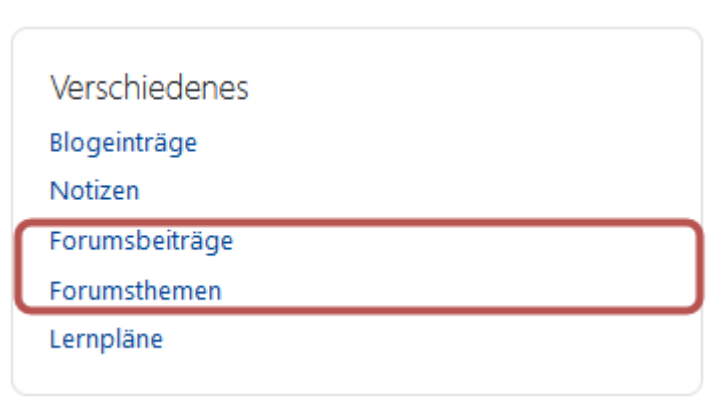 Verschiedenes
Blogeinträge
Notizen
Forumsbeiträge
Forumsthemen
Lernpläne